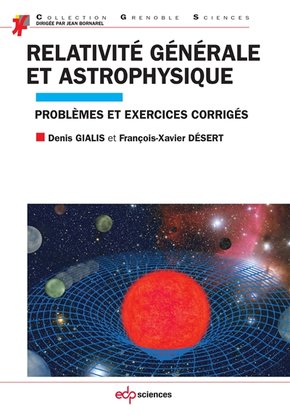 COLLECTION GRENOBLE SCIENCES
DIRIGÉE PAR JEAN BORNAREL
RELATIVITÉ GÉNÉRALE
ET ASTROPHYSIQUE
PROBLÈMES ET EXERCICES CORRIGÉS
Denis GIALIS et François-Xavier DÉSERT
edp sciences